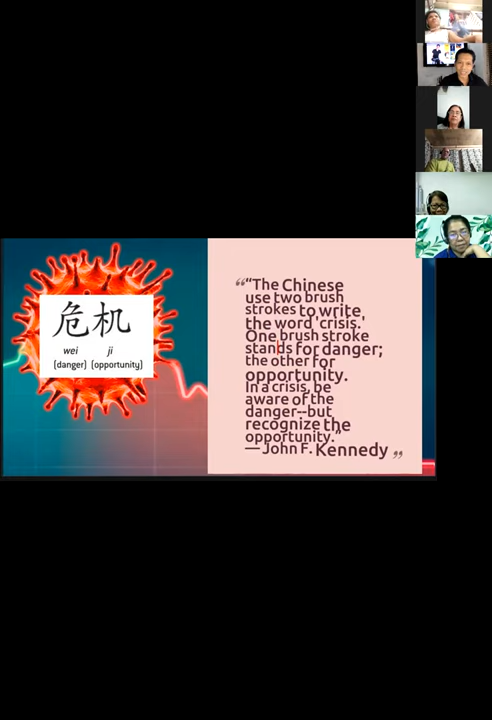 危机
wei ji
(danger) (opportunity)
“"The Chinese
use two brush
strokes to write
the word 'crisis.'
One brush stroke
stands for danger;
the other for
opportunity.
In a crisis, be
aware of the
danger--but
recognize the
opportunity."
— John F. Kennedy ”